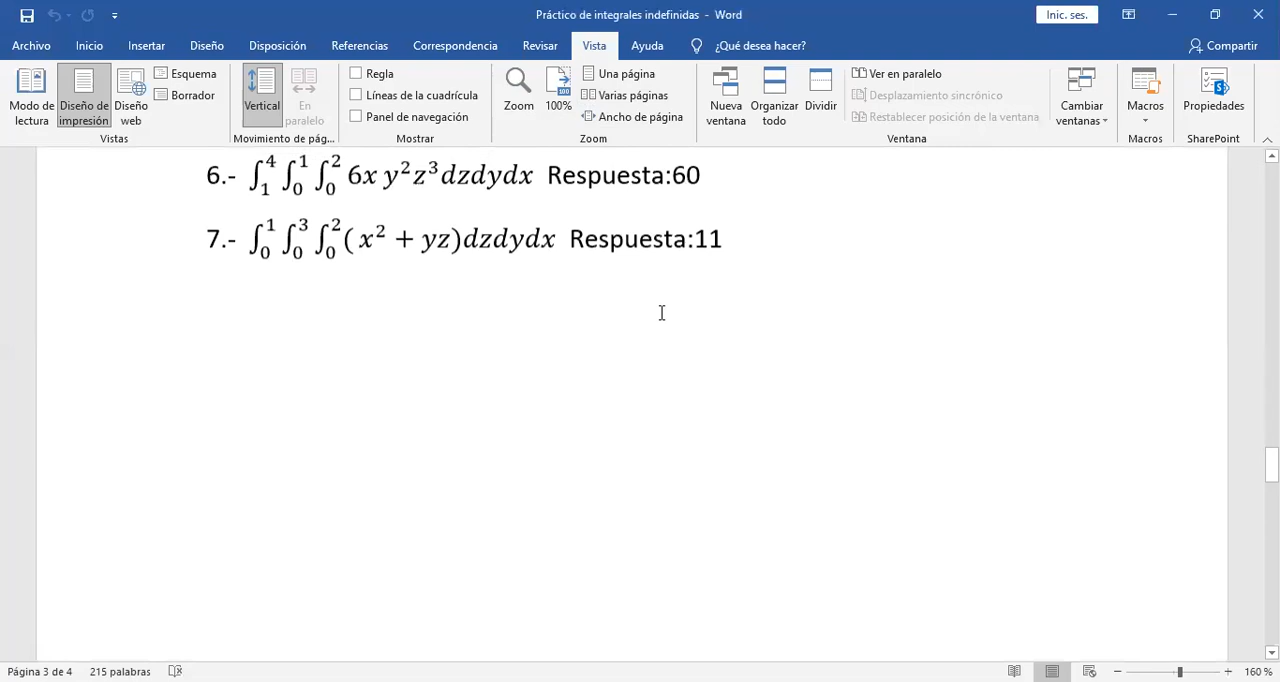 Práctico de integrales indefinidas - Word
Inic. ses.
Archivo Inicio Insertar Diseño Disposición Referencias Correspondencia Revisar Vista Ayuda ¿Qué desea hacer? Compartir
Modo de lectura
Diseño de impresión
Diseño web
Esquema
Borrador
Vistas
Vertical
En paralelo
Movimiento de pág...
Regla
Líneas de la cuadrícula
Panel de navegación
Mostrar
Zoom
100%
Una página
Varias páginas
Ancho de página
Zoom
Nueva ventana
Organizar todo
Dividir
Ver en paralelo
Desplazamiento sincrónico
Restablecer posición de la ventana
Ventana
Cambiar ventanas
Macros
Macros
Propiedades
SharePoint
6.- ∫₁⁴ ∫₀¹ ∫₀² 6x y²z³dzdydx Respuesta:60
7.- ∫₀¹ ∫₀³ ∫₀² ( x² + yz)dzdydx Respuesta:11
Página 3 de 4 215 palabras 160 %